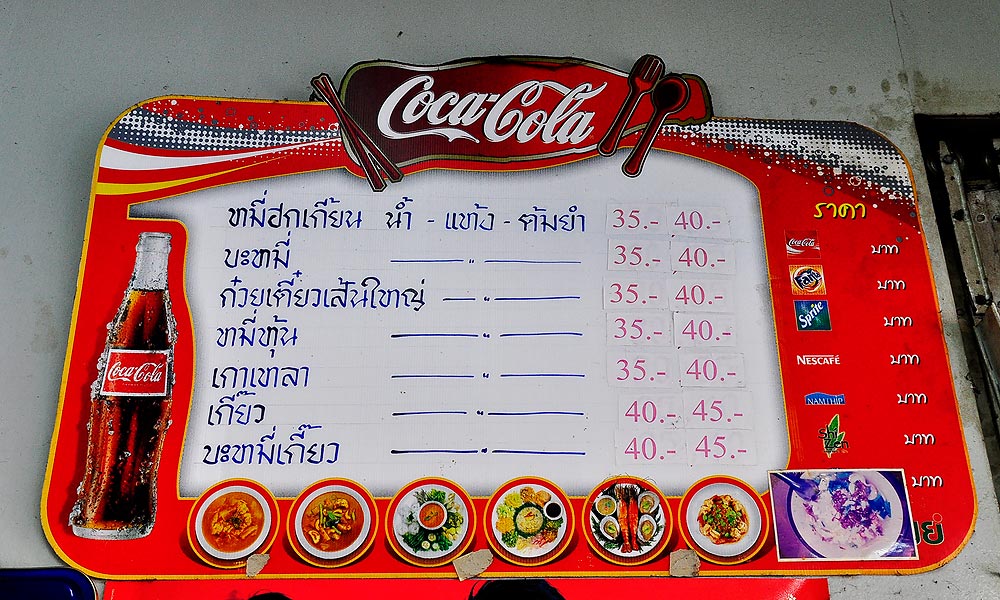 Coca-Cola
หมี่ฮกเกี้ยน น้ำ - แห้ง - ต้มยำ 35.- 40.-
ราคา
บะหมี่ ——— " ——— 35.- 40.-
Coca-Cola บาท
ก๋วยเตี๋ยวเส้นใหญ่ — " ——— 35.- 40.-
Fanta บาท
หมี่หุ้น ——— " ——— 35.- 40.-
Sprite บาท
เกาเหลา ——— " ——— 35.- 40.-
NESCAFÉ บาท
Coca-Cola
เกี๊ยว ——— " ——— 40.- 45.-
NAMTHIP บาท
บะหมี่เกี๊ยว ——— " ——— 40.- 45.-
บาท
บาท